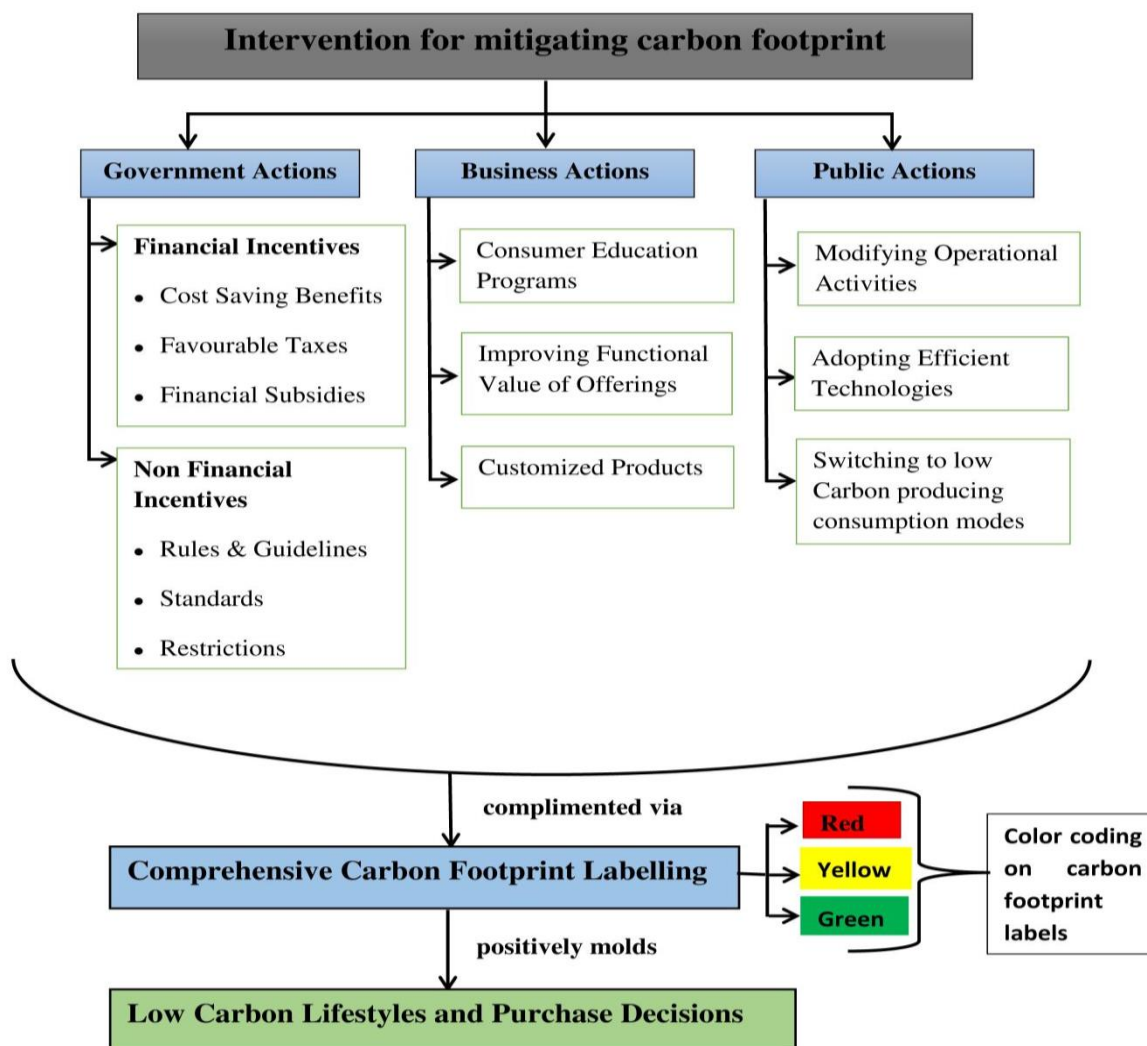 Intervention for mitigating carbon footprint
Government Actions
Financial Incentives
• Cost Saving Benefits
• Favourable Taxes
• Financial Subsidies
Non Financial
Incentives
• Rules & Guidelines
• Standards
• Restrictions
Business Actions
Consumer Education
Programs
Improving Functional
Value of Offerings
Customized Products
Public Actions
Modifying Operational
Activities
Adopting Efficient
Technologies
Switching to low
Carbon producing
consumption modes
complimented via
Comprehensive Carbon Footprint Labelling
Red
Yellow
Green
Color coding
on carbon
footprint
labels
positively molds
Low Carbon Lifestyles and Purchase Decisions